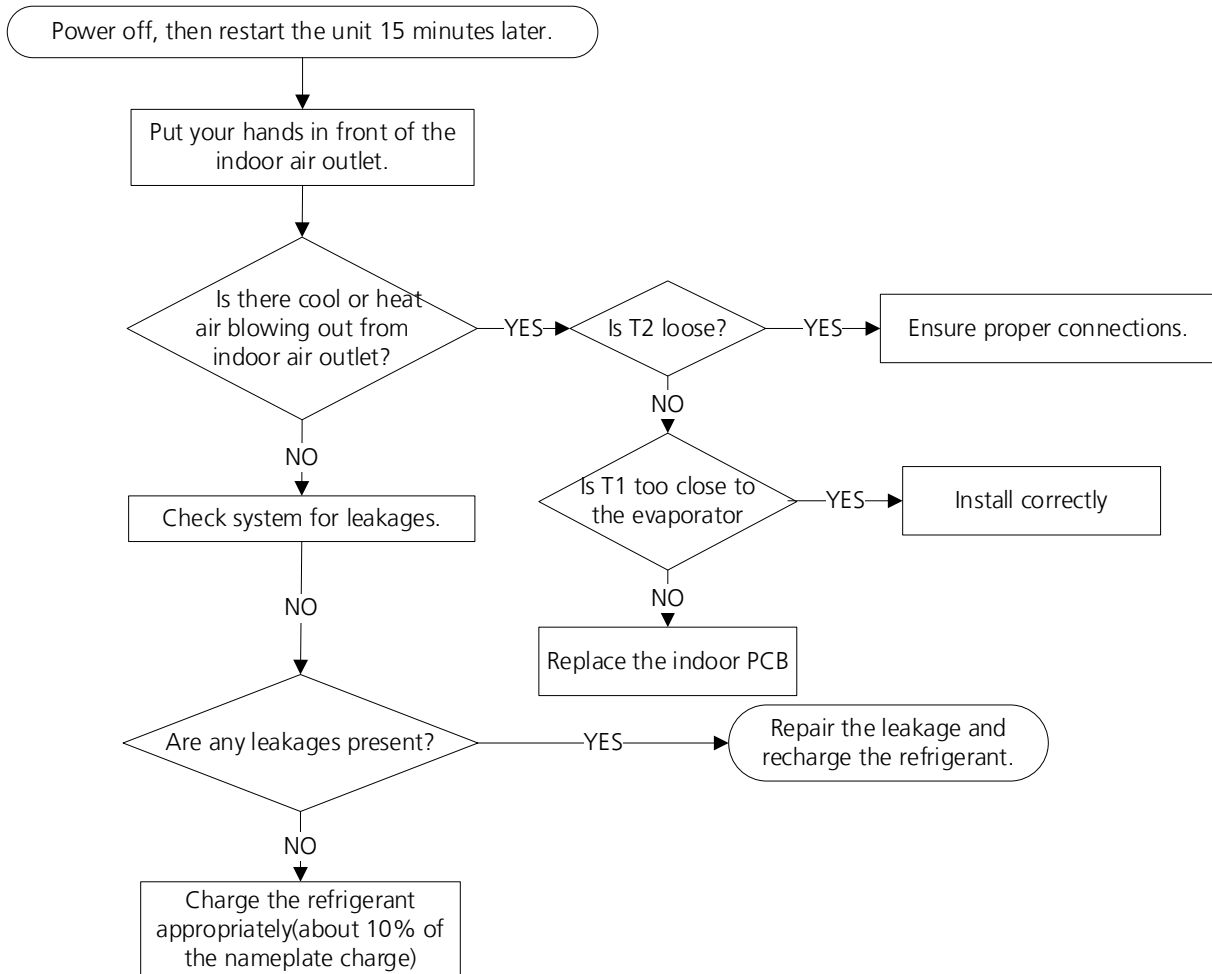 Power off, then restart the unit 15 minutes later.
Put your hands in front of the
indoor air outlet.
Is there cool or heat
air blowing out from
indoor air outlet?
YES
Is T2 loose?
YES
Ensure proper connections.
NO
NO
Is T1 too close to
the evaporator
YES
Install correctly
Check system for leakages.
NO
NO
Replace the indoor PCB
Are any leakages present?
YES
Repair the leakage and
recharge the refrigerant.
NO
Charge the refrigerant
appropriately(about 10% of
the nameplate charge)